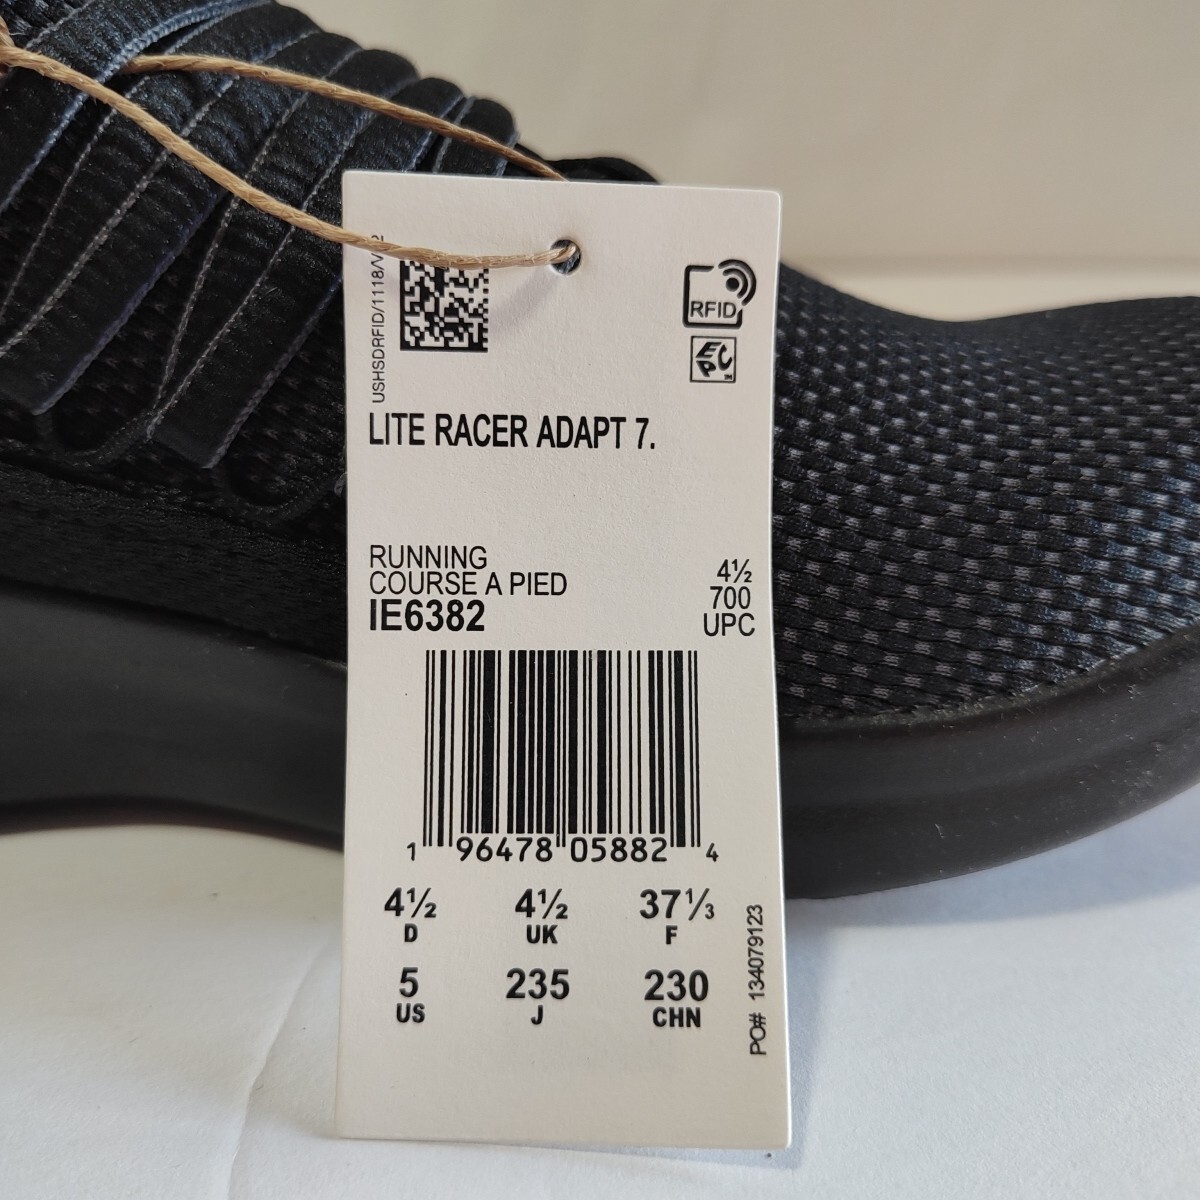 USHSDRFID/1118/V
RFID
EPC
LITE RACER ADAPT 7.
RUNNING
COURSE A PIED
IE6382
4½
700
UPC
1 96478 05882 4
4½ 4½ 37⅓
D UK F
5 235 230
US J CHN
PO# 134079123